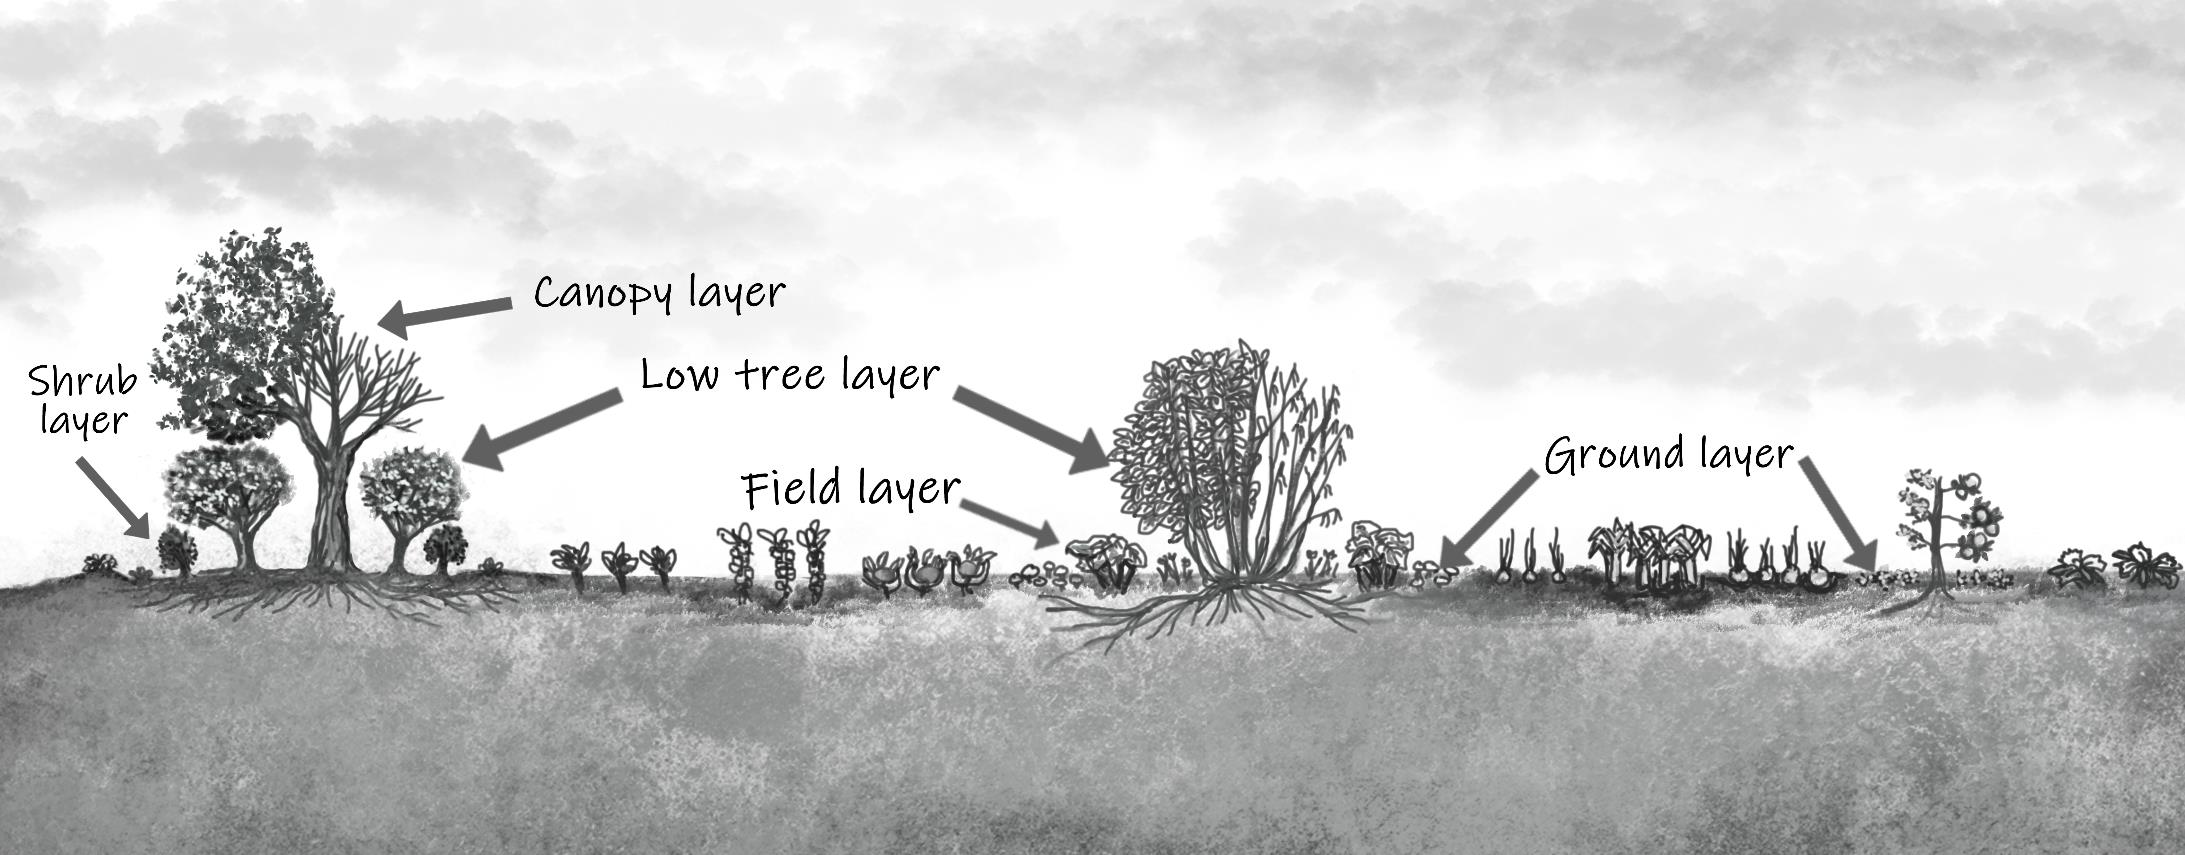 Canopy layer
Shrub
layer
Low tree layer
Field layer
Ground layer